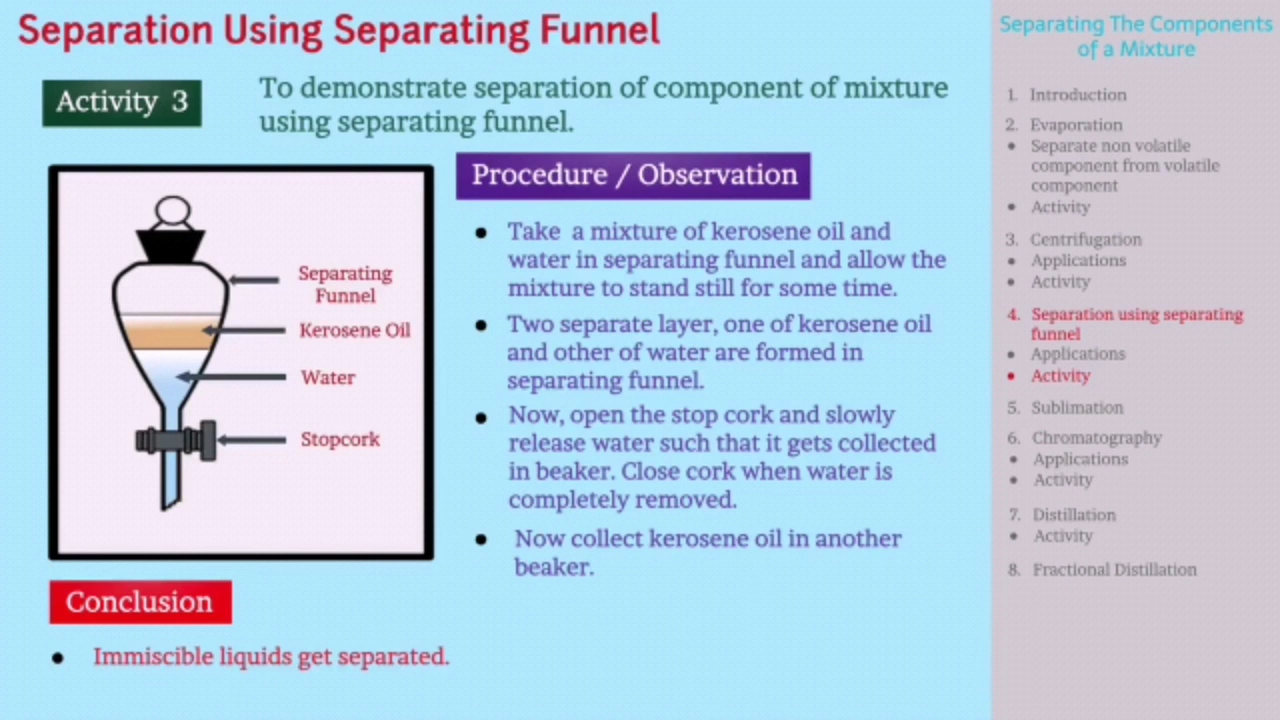 Separation Using Separating Funnel
Activity 3
To demonstrate separation of component of mixture
using separating funnel.
Separating
Funnel
Kerosene Oil
Water
Stopcork
Procedure / Observation
● Take a mixture of kerosene oil and
water in separating funnel and allow the
mixture to stand still for some time.
● Two separate layer, one of kerosene oil
and other of water are formed in
separating funnel.
● Now, open the stop cork and slowly
release water such that it gets collected
in beaker. Close cork when water is
completely removed.
● Now collect kerosene oil in another
beaker.
Conclusion
● Immiscible liquids get separated.
Separating The Components
of a Mixture
1. Introduction
2. Evaporation
● Separate non volatile
component from volatile
component
● Activity
3. Centrifugation
● Applications
● Activity
4. Separation using separating
funnel
● Applications
● Activity
5. Sublimation
6. Chromatography
● Applications
● Activity
7. Distillation
● Activity
8. Fractional Distillation